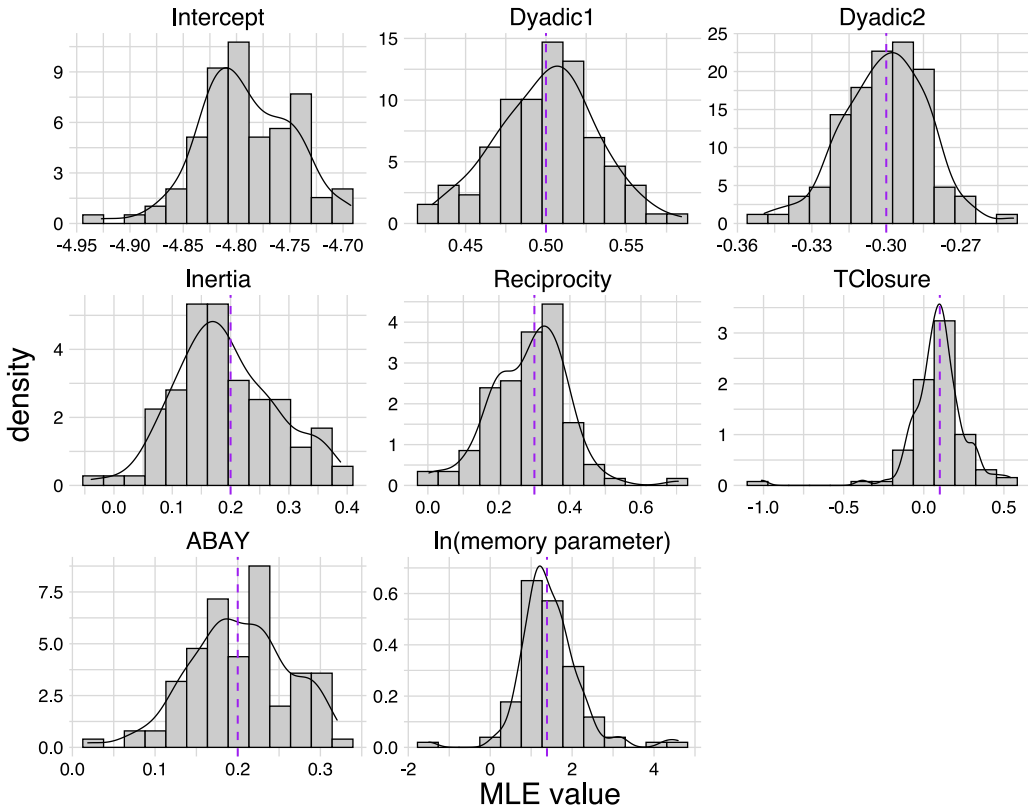 Intercept
Dyadic1
Dyadic2
9
6
3
0
-4.95 -4.90 -4.85 -4.80 -4.75 -4.70
15
10
5
0
0.45 0.50 0.55
25
20
15
10
5
0
-0.36 -0.33 -0.30 -0.27
Inertia
Reciprocity
TClosure
density
4
2
0
0.0 0.1 0.2 0.3 0.4
4
3
2
1
0
0.0 0.2 0.4 0.6
3
2
1
0
-1.0 -0.5 0.0 0.5
ABAY
ln(memory parameter)
7.5
5.0
2.5
0.0
0.0 0.1 0.2 0.3
0.6
0.4
0.2
0.0
-2 0 2 4
MLE value